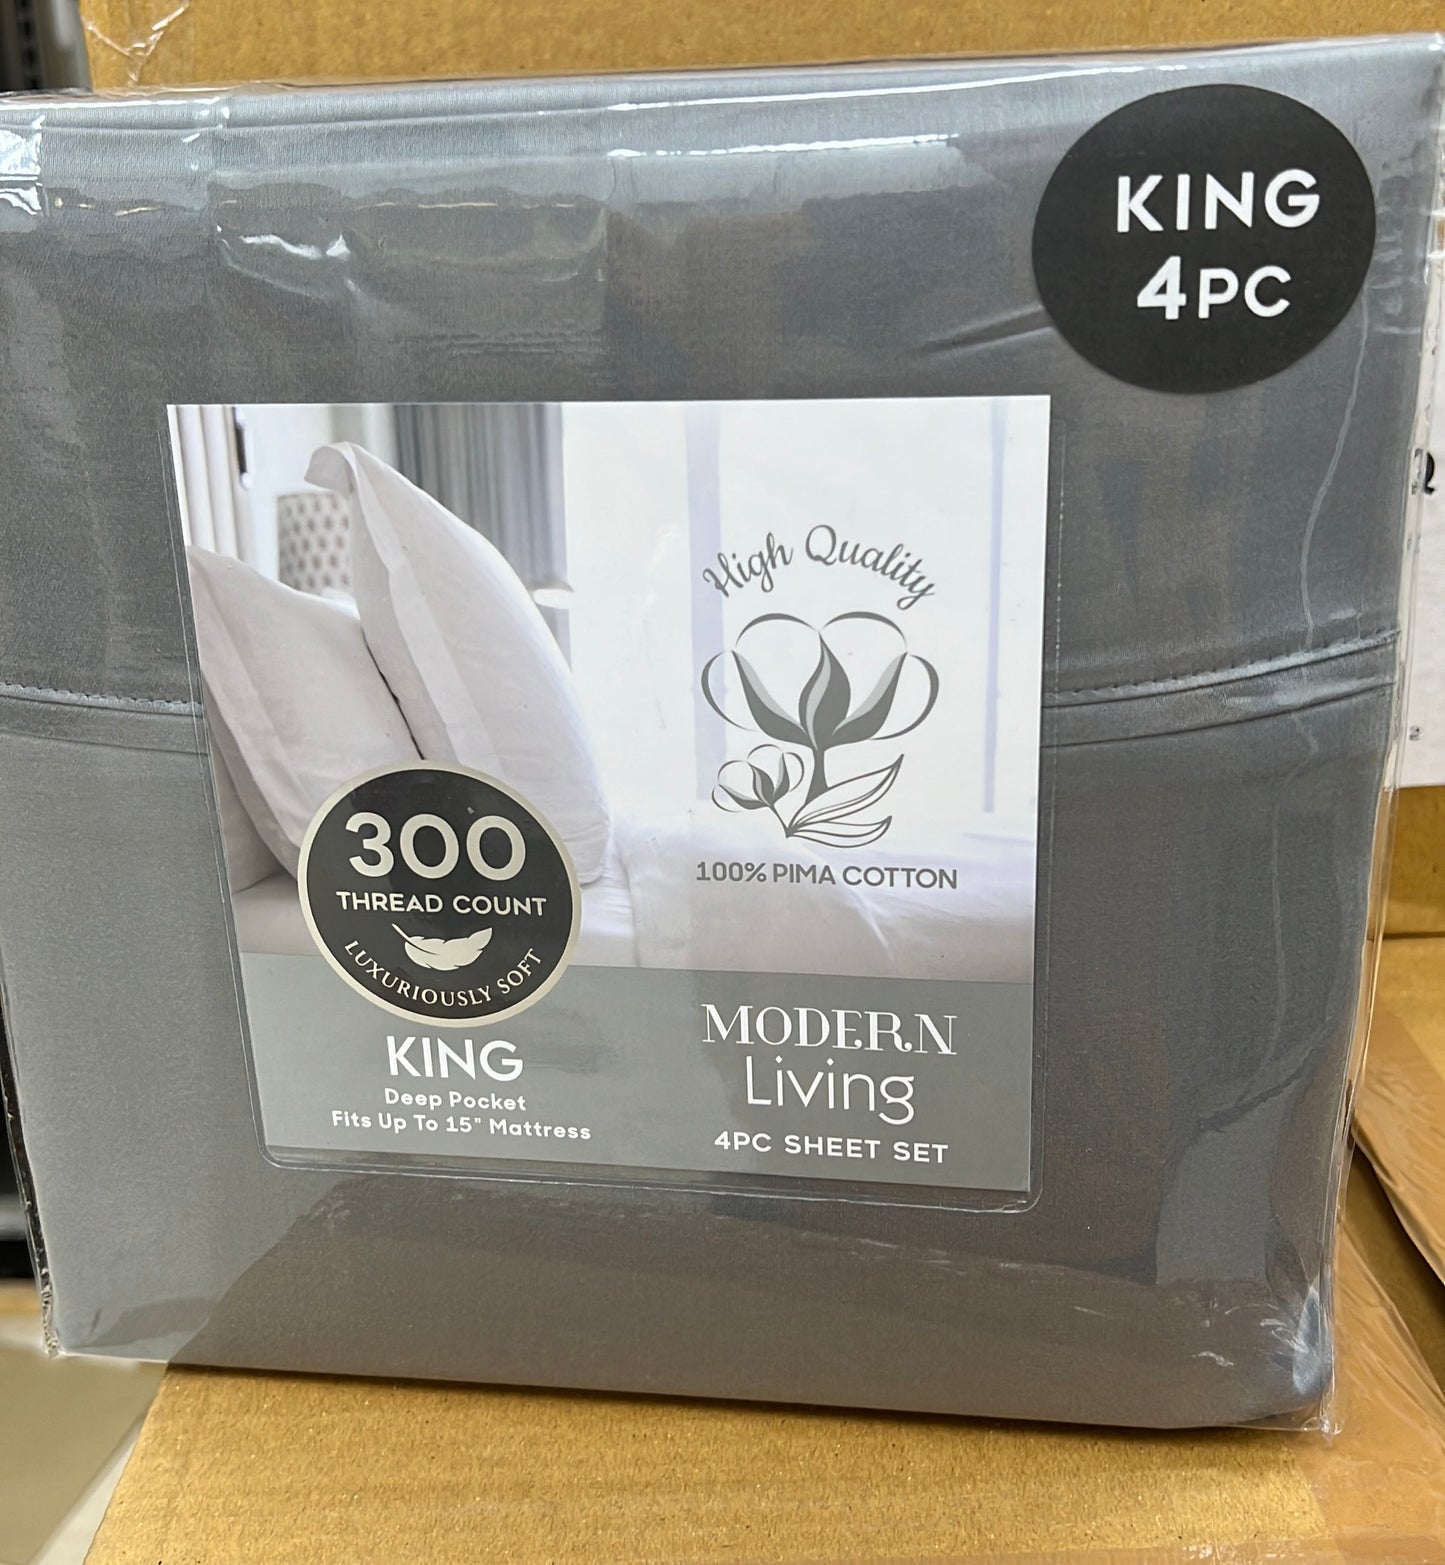 KING
4PC
High Quality
100% PIMA COTTON
300
THREAD COUNT
LUXURIOUSLY SOFT
KING
Deep Pocket
Fits Up To 15" Mattress
MODERN
Living
4PC SHEET SET